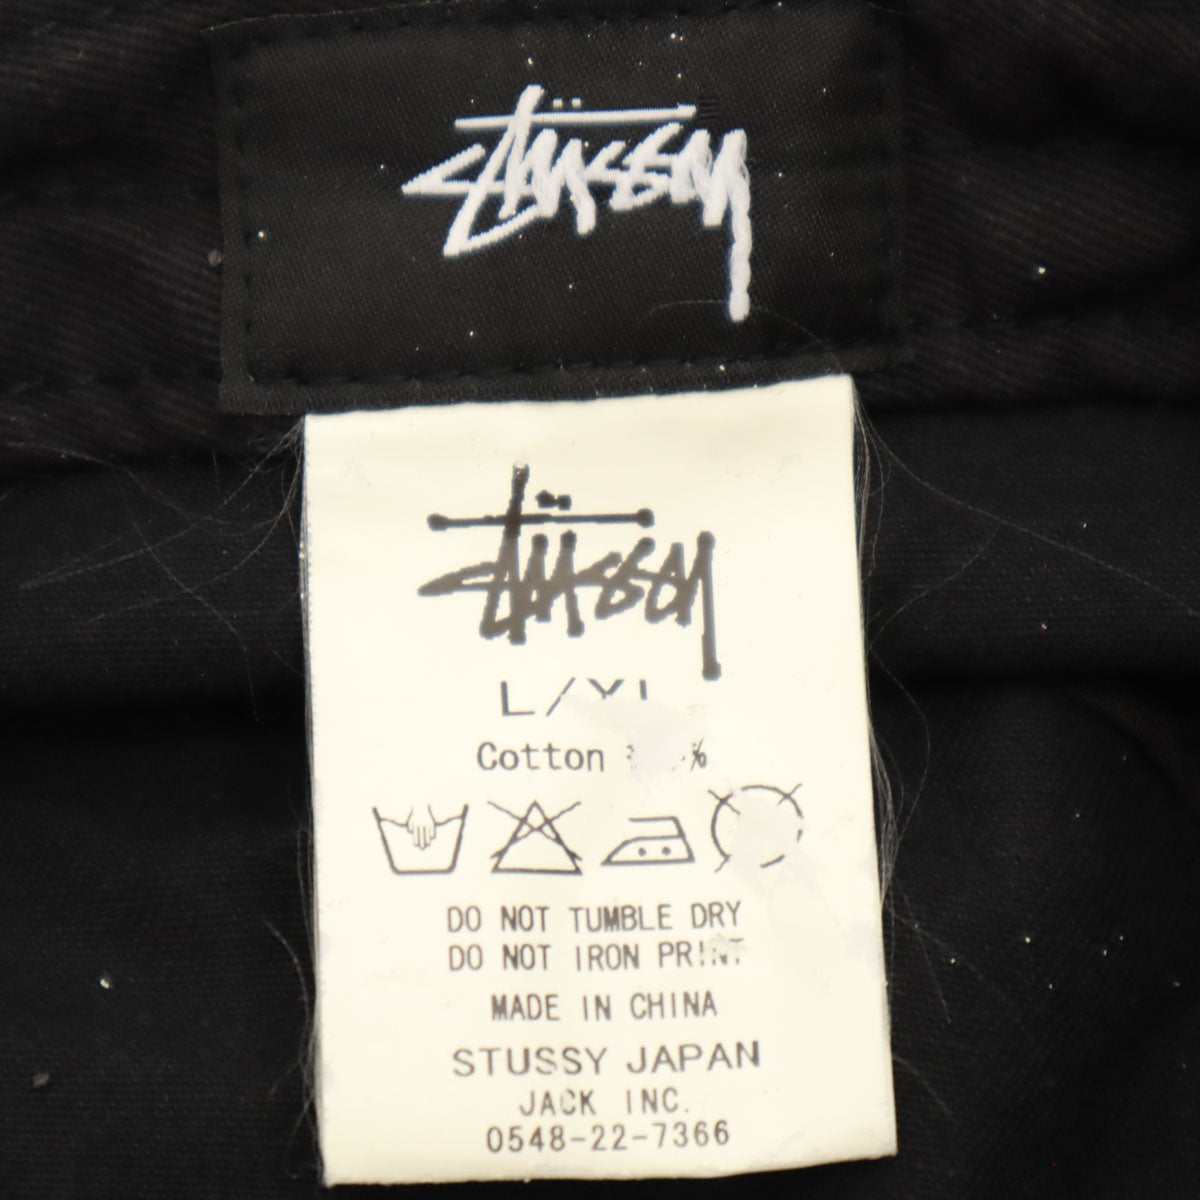 Stüssy
Stüssy
L/XL
Cotton %
DO NOT TUMBLE DRY
DO NOT IRON PRINT
MADE IN CHINA
STUSSY JAPAN
JACK INC.
0548-22-7366